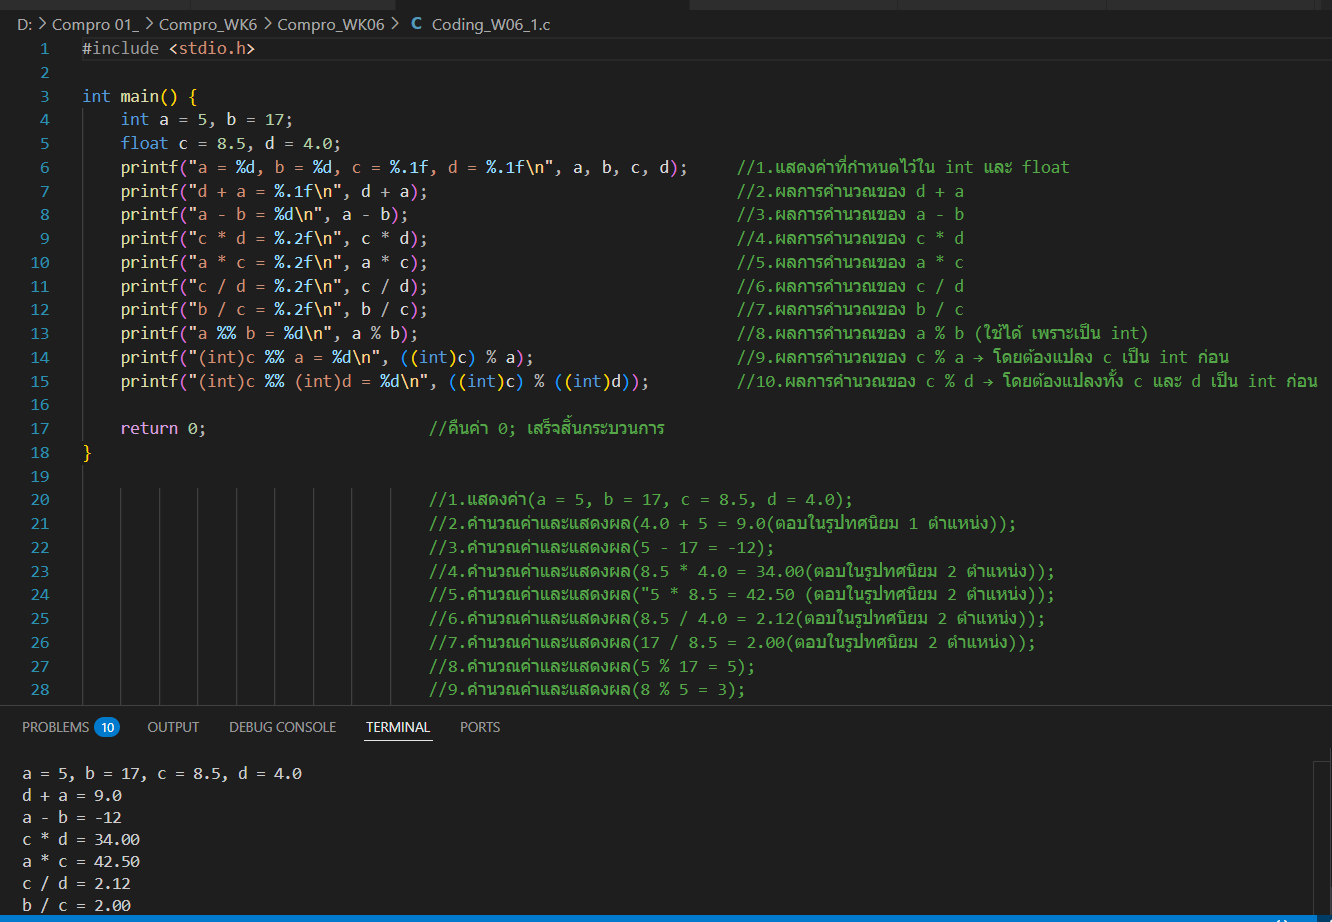 D: > Compro 01_ > Compro_WK6 > Compro_WK06 > C Coding_W06_1.c
1 #include <stdio.h>
2
3 int main() {
4 int a = 5, b = 17;
5 float c = 8.5, d = 4.0;
6 printf("a = %d, b = %d, c = %.1f, d = %.1f\n", a, b, c, d); //1.แสดงค่าที่กำหนดไว้ใน int และ float
7 printf("d + a = %.1f\n", d + a); //2.ผลการคำนวณของ d + a
8 printf("a - b = %d\n", a - b); //3.ผลการคำนวณของ a - b
9 printf("c * d = %.2f\n", c * d); //4.ผลการคำนวณของ c * d
10 printf("a * c = %.2f\n", a * c); //5.ผลการคำนวณของ a * c
11 printf("c / d = %.2f\n", c / d); //6.ผลการคำนวณของ c / d
12 printf("b / c = %.2f\n", b / c); //7.ผลการคำนวณของ b / c
13 printf("a %% b = %d\n", a % b); //8.ผลการคำนวณของ a % b (ใช้ได้ เพราะเป็น int)
14 printf("(int)c %% a = %d\n", ((int)c) % a); //9.ผลการคำนวณของ c % a → โดยต้องแปลง c เป็น int ก่อน
15 printf("(int)c %% (int)d = %d\n", ((int)c) % ((int)d)); //10.ผลการคำนวณของ c % d → โดยต้องแปลงทั้ง c และ d เป็น int ก่อน
16
17 return 0; //คืนค่า 0; เสร็จสิ้นกระบวนการ
18 }
19
20 //1.แสดงค่า(a = 5, b = 17, c = 8.5, d = 4.0);
21 //2.คำนวณค่าและแสดงผล(4.0 + 5 = 9.0(ตอบในรูปทศนิยม 1 ตำแหน่ง));
22 //3.คำนวณค่าและแสดงผล(5 - 17 = -12);
23 //4.คำนวณค่าและแสดงผล(8.5 * 4.0 = 34.00(ตอบในรูปทศนิยม 2 ตำแหน่ง));
24 //5.คำนวณค่าและแสดงผล("5 * 8.5 = 42.50 (ตอบในรูปทศนิยม 2 ตำแหน่ง));
25 //6.คำนวณค่าและแสดงผล(8.5 / 4.0 = 2.12(ตอบในรูปทศนิยม 2 ตำแหน่ง));
26 //7.คำนวณค่าและแสดงผล(17 / 8.5 = 2.00(ตอบในรูปทศนิยม 2 ตำแหน่ง));
27 //8.คำนวณค่าและแสดงผล(5 % 17 = 5);
28 //9.คำนวณค่าและแสดงผล(8 % 5 = 3);
PROBLEMS 10 OUTPUT DEBUG CONSOLE TERMINAL PORTS
a = 5, b = 17, c = 8.5, d = 4.0
d + a = 9.0
a - b = -12
c * d = 34.00
a * c = 42.50
c / d = 2.12
b / c = 2.00